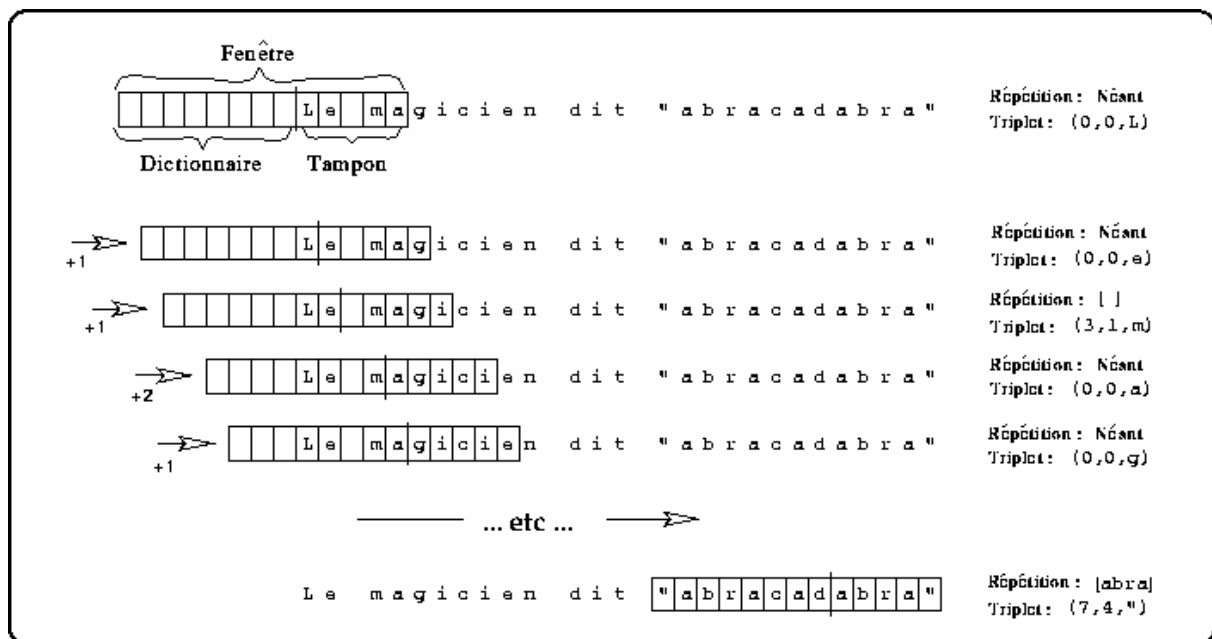 Fenêtre
Le magicien dit "abracadabra"
Répétition : Néant
Triplet : (0,0,L)
Dictionnaire Tampon
+1
Le magicien dit "abracadabra"
Répétition : Néant
Triplet : (0,0,e)
+1
Le magicien dit "abracadabra"
Répétition : [ ]
Triplet : (3,1,m)
+2
Le magicien dit "abracadabra"
Répétition : Néant
Triplet : (0,0,a)
+1
Le magicien dit "abracadabra"
Répétition : Néant
Triplet : (0,0,g)
... etc ...
Le magicien dit "abracadabra"
Répétition : [abra]
Triplet : (7,4,")